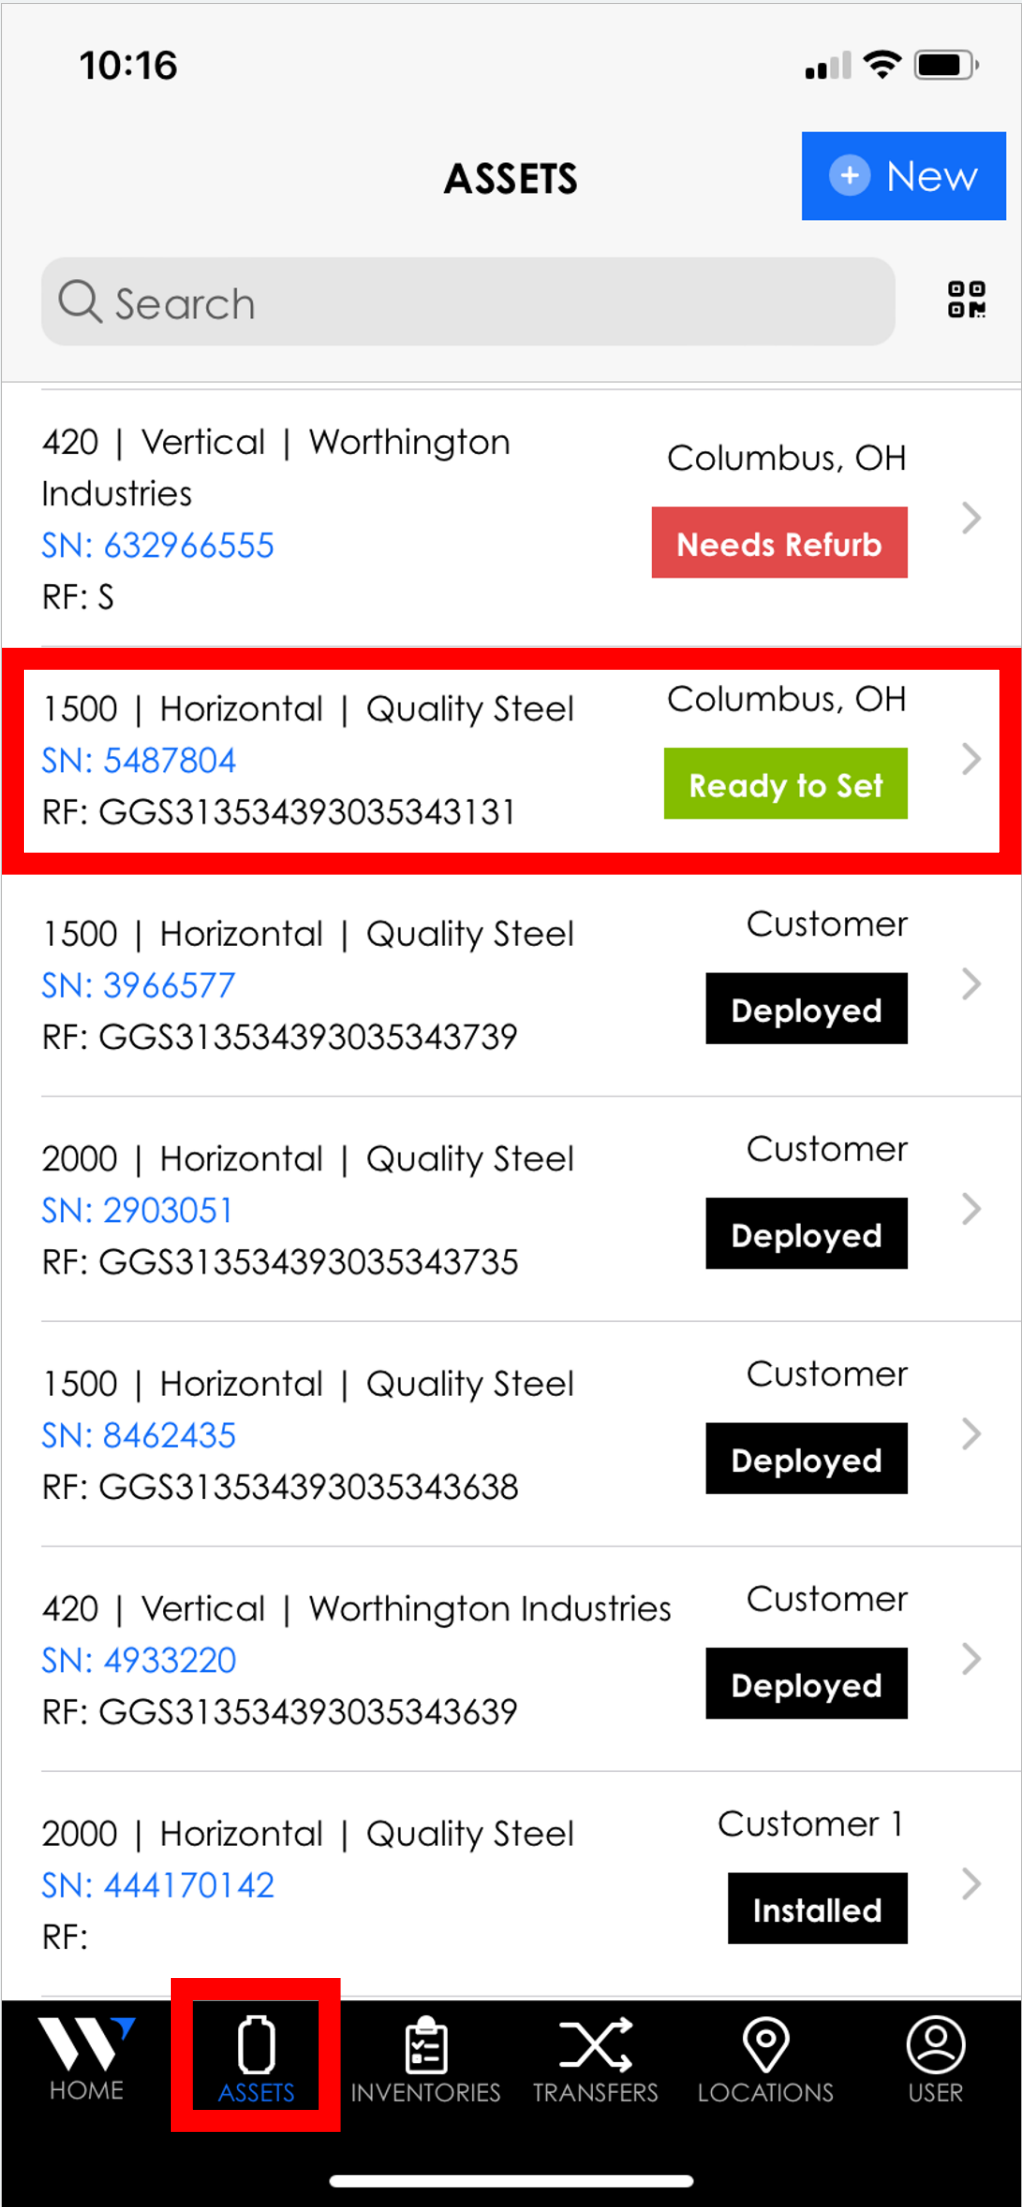 10:16
ASSETS
New
Search
420 | Vertical | Worthington
Industries
SN: 632966555
RF: S
Columbus, OH
Needs Refurb
1500 | Horizontal | Quality Steel
SN: 5487804
RF: GGS313534393035343131
Columbus, OH
Ready to Set
1500 | Horizontal | Quality Steel
SN: 3966577
RF: GGS313534393035343739
Customer
Deployed
2000 | Horizontal | Quality Steel
SN: 2903051
RF: GGS313534393035343735
Customer
Deployed
1500 | Horizontal | Quality Steel
SN: 8462435
RF: GGS313534393035343638
Customer
Deployed
420 | Vertical | Worthington Industries
SN: 4933220
RF: GGS313534393035343639
Customer
Deployed
2000 | Horizontal | Quality Steel
SN: 444170142
RF:
Customer 1
Installed
HOME
ASSETS
INVENTORIES
TRANSFERS
LOCATIONS
USER